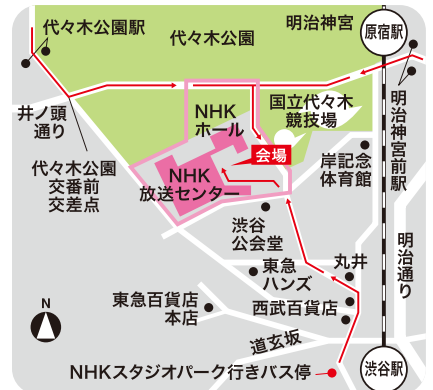 代々木公園駅
代々木公園
明治神宮
原宿駅
井ノ頭
通り
NHK
ホール
国立代々木
競技場
明治神宮前駅
会場
代々木公園
交番前
交差点
NHK
放送センター
岸記念
体育館
渋谷
公会堂
明治通り
東急
ハンズ
丸井
N
東急百貨店
本店
西武百貨店
道玄坂
渋谷駅
NHKスタジオパーク行きバス停